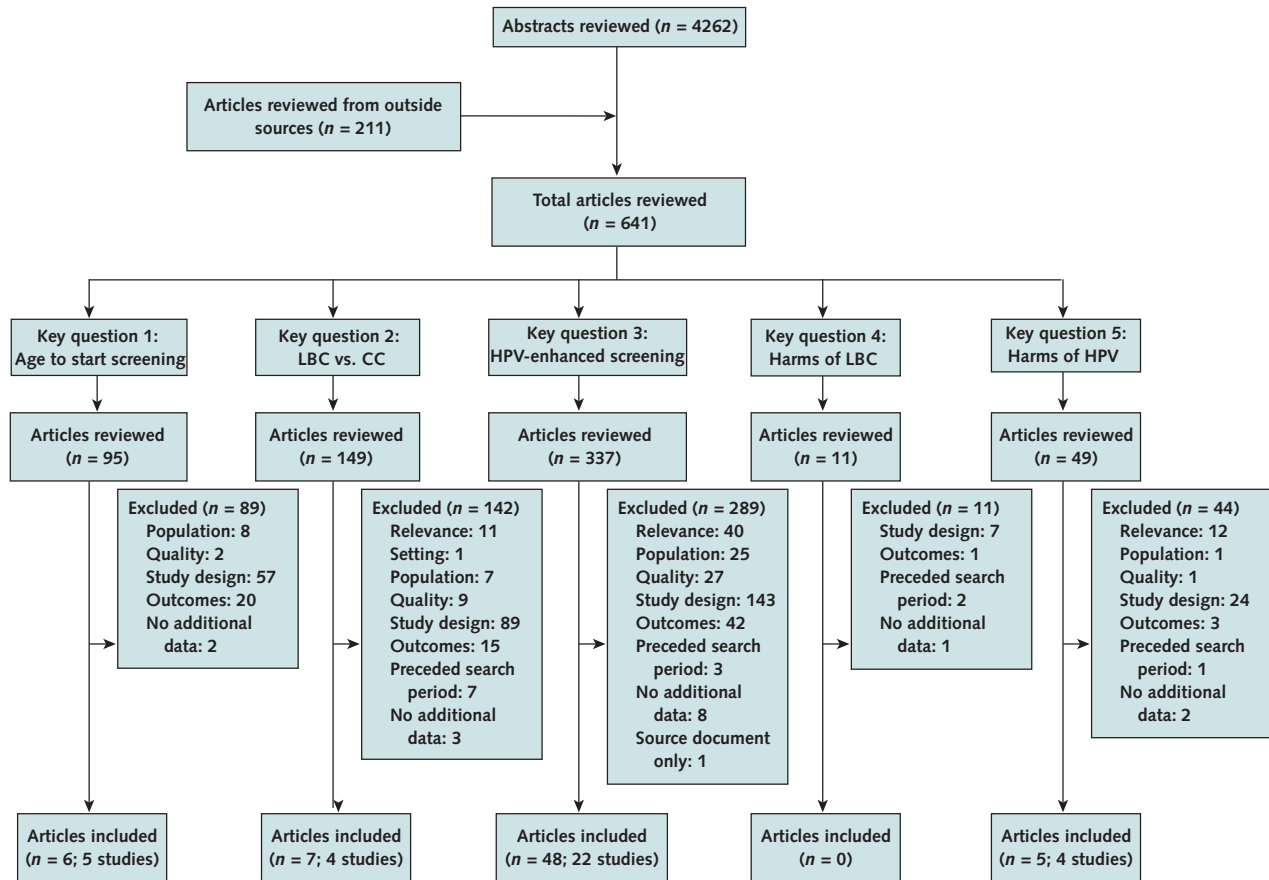 Abstracts reviewed (n = 4262)
Articles reviewed from outside
sources (n = 211)
Total articles reviewed
(n = 641)
Key question 1:
Age to start screening
Key question 2:
LBC vs. CC
Key question 3:
HPV-enhanced screening
Key question 4:
Harms of LBC
Key question 5:
Harms of HPV
Articles reviewed
(n = 95)
Articles reviewed
(n = 149)
Articles reviewed
(n = 337)
Articles reviewed
(n = 11)
Articles reviewed
(n = 49)
Excluded (n = 89)
Population: 8
Quality: 2
Study design: 57
Outcomes: 20
No additional
data: 2
Excluded (n = 142)
Relevance: 11
Setting: 1
Population: 7
Quality: 9
Study design: 89
Outcomes: 15
Preceded search
period: 7
No additional
data: 3
Excluded (n = 289)
Relevance: 40
Population: 25
Quality: 27
Study design: 143
Outcomes: 42
Preceded search
period: 3
No additional
data: 8
Source document
only: 1
Excluded (n = 11)
Study design: 7
Outcomes: 1
Preceded search
period: 2
No additional
data: 1
Excluded (n = 44)
Relevance: 12
Population: 1
Quality: 1
Study design: 24
Outcomes: 3
Preceded search
period: 1
No additional
data: 2
Articles included
(n = 6; 5 studies)
Articles included
(n = 7; 4 studies)
Articles included
(n = 48; 22 studies)
Articles included
(n = 0)
Articles included
(n = 5; 4 studies)